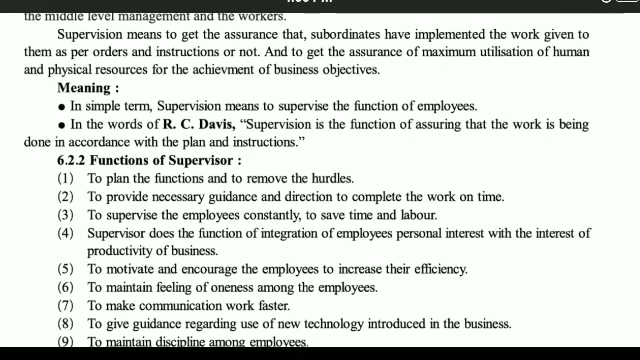 the middle level management and the workers.
Supervision means to get the assurance that, subordinates have implemented the work given to
them as per orders and instructions or not. And to get the assurance of maximum utilisation of human
and physical resources for the achievment of business objectives.
Meaning :
● In simple term, Supervision means to supervise the function of employees.
● In the words of R. C. Davis, “Supervision is the function of assuring that the work is being
done in accordance with the plan and instructions.”
6.2.2 Functions of Supervisor :
(1) To plan the functions and to remove the hurdles.
(2) To provide necessary guidance and direction to complete the work on time.
(3) To supervise the employees constantly, to save time and labour.
(4) Supervisor does the function of integration of employees personal interest with the interest of
productivity of business.
(5) To motivate and encourage the employees to increase their efficiency.
(6) To maintain feeling of oneness among the employees.
(7) To make communication work faster.
(8) To give guidance regarding use of new technology introduced in the business.
(9) To maintain discipline among employees.